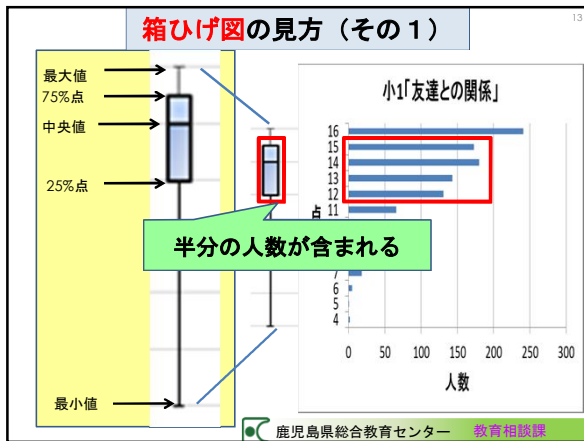 13
箱ひげ図の見方（その１）
最大値
75%点
中央値
25%点
最小値
小1「友達との関係」
16
15
14
13
12
11
点
7
6
5
4
0 50 100 150 200 250 300
人数
半分の人数が含まれる
鹿児島県総合教育センター 教育相談課